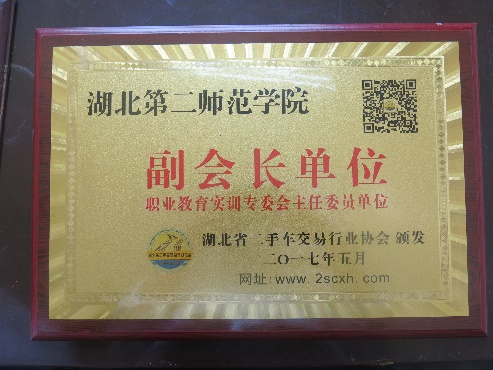 湖北第二师范学院
副会长单位
职业教育实训专委会主任委员单位
湖北省二手车交易行业协会 颁发
二〇一七年五月
网址:www.2scxh.com